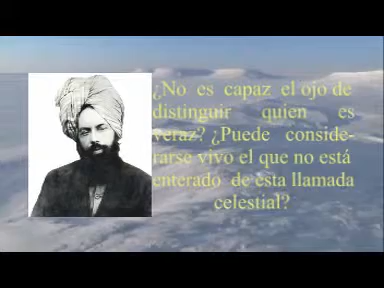 ¿No es capaz el ojo de
distinguir quien es
veraz? ¿Puede conside-
rarse vivo el que no está
enterado de esta llamada
celestial?